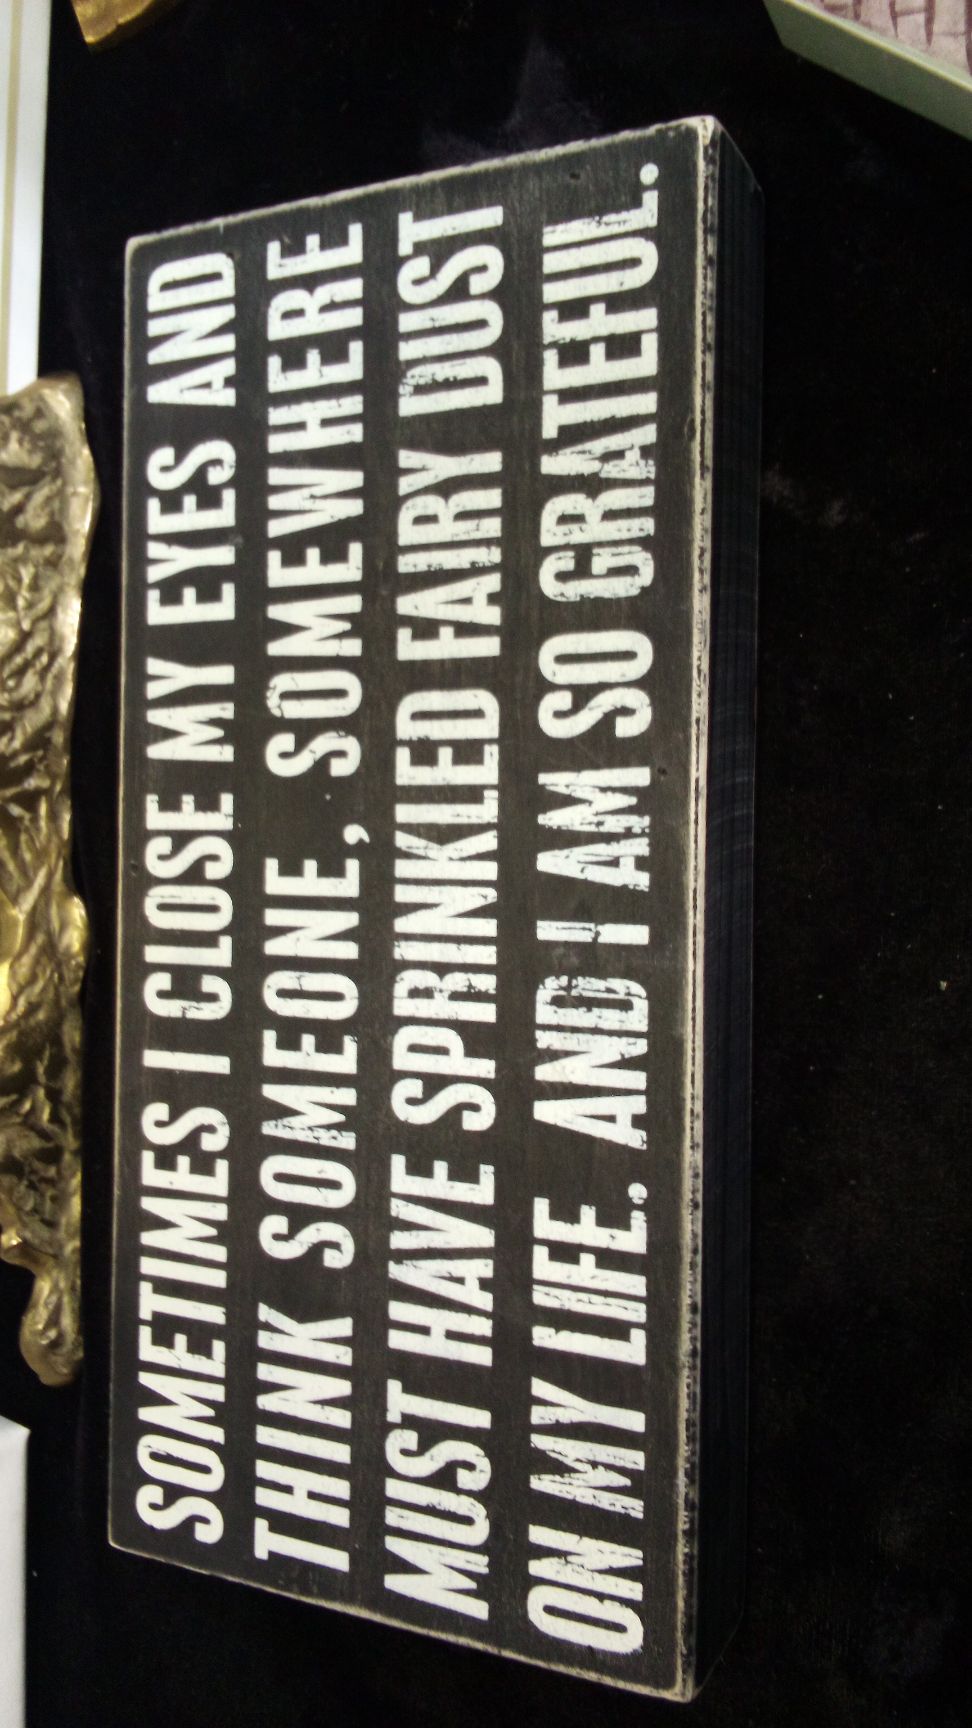 SOMETIMES I CLOSE MY EYES AND
THINK SOMEONE, SOMEWHERE
MUST HAVE SPRINKLED FAIRY DUST
ON MY LIFE. AND I AM SO GRATEFUL.